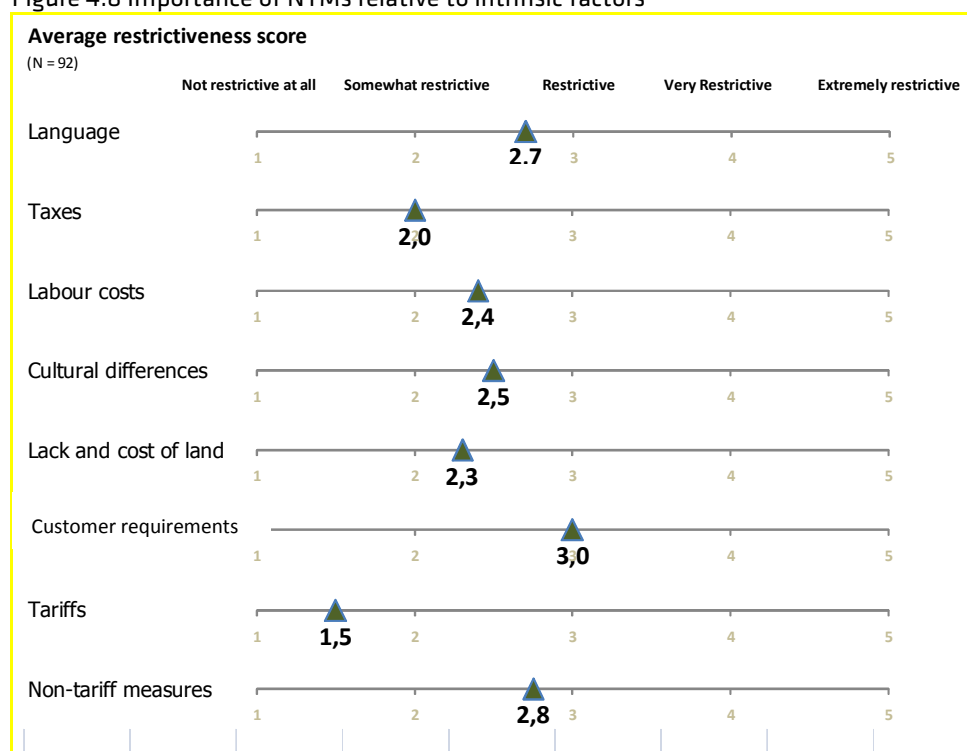 Figure 4.8 Importance of NTMs relative to intrinsic factors
Average restrictiveness score
(N = 92)
Not restrictive at all Somewhat restrictive Restrictive Very Restrictive Extremely restrictive
Language
1 2 2,7 3 4 5
Taxes
1 2 2,0 3 4 5
Labour costs
1 2 2,4 3 4 5
Cultural differences
1 2 2,5 3 4 5
Lack and cost of land
1 2 2,3 3 4 5
Customer requirements
1 2 3 3,0 4 5
Tariffs
1 1,5 2 3 4 5
Non-tariff measures
1 2 2,8 3 4 5